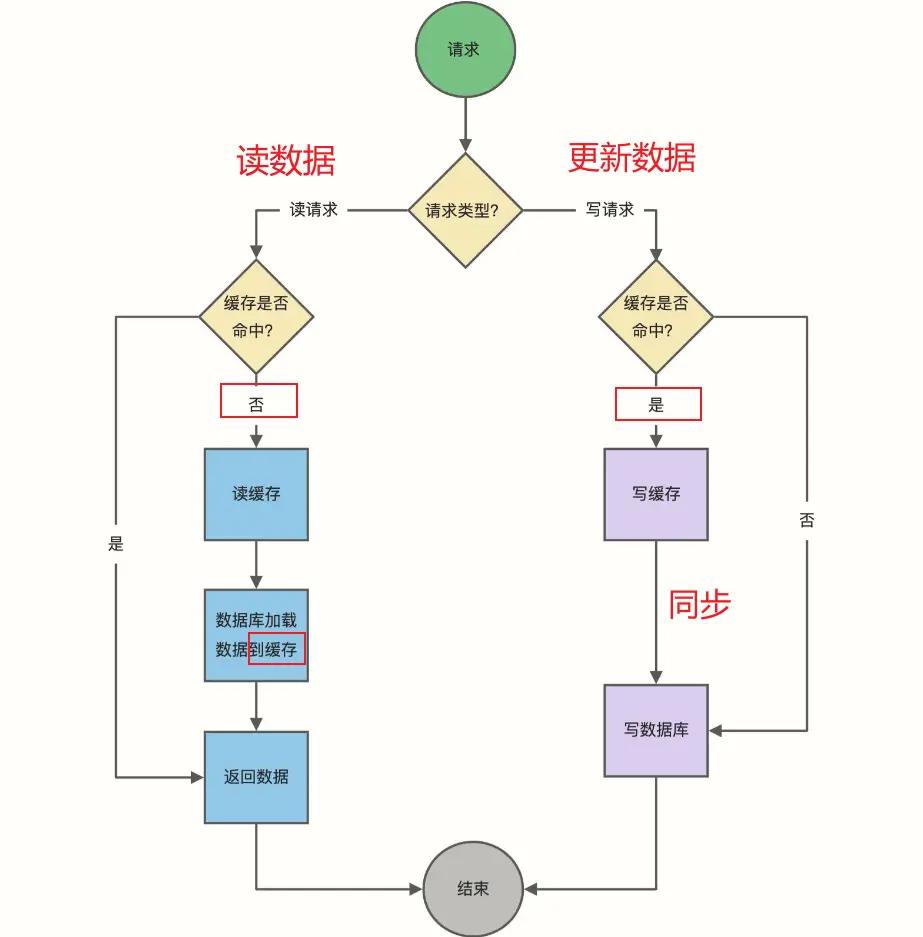 请求
读数据
更新数据
读请求
请求类型?
写请求
缓存是否
命中?
缓存是否
命中?
否
是
读缓存
写缓存
否
是
同步
数据库加载
数据到缓存
写数据库
返回数据
结束